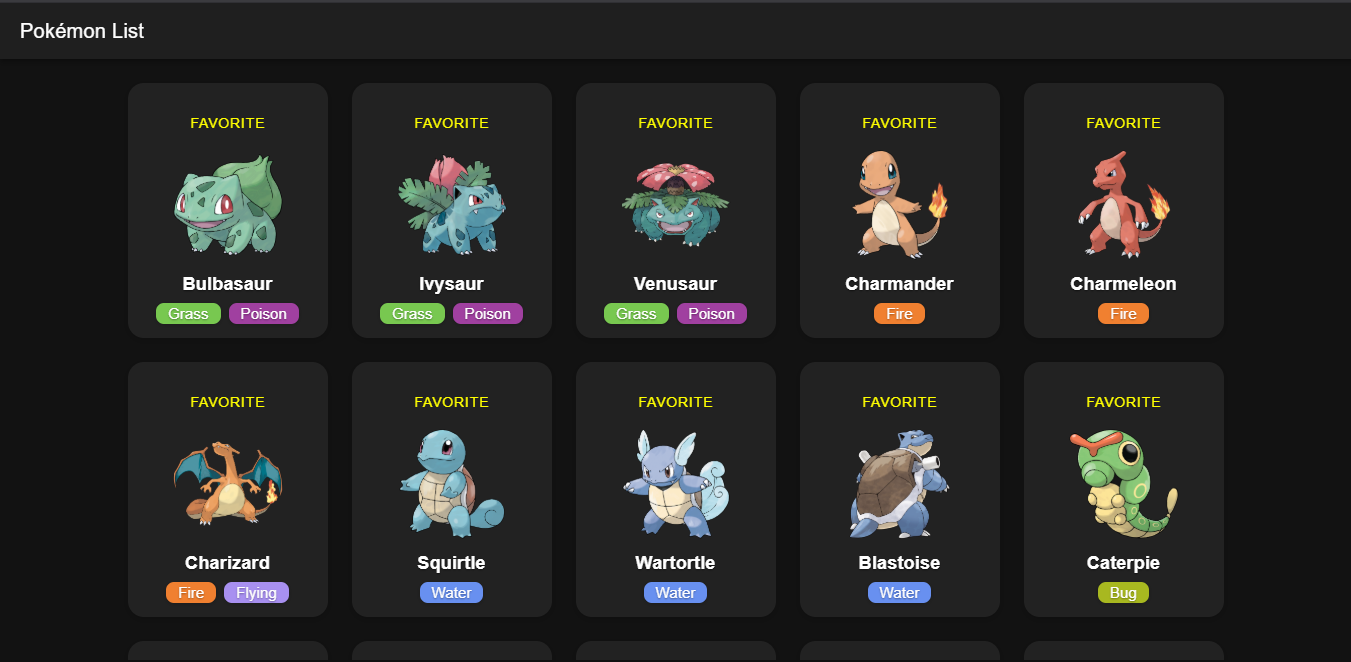 Pokémon List
FAVORITE FAVORITE FAVORITE FAVORITE FAVORITE
Bulbasaur Ivysaur Venusaur Charmander Charmeleon
Grass Poison Grass Poison Grass Poison Fire Fire
FAVORITE FAVORITE FAVORITE FAVORITE FAVORITE
Charizard Squirtle Wartortle Blastoise Caterpie
Fire Flying Water Water Water Bug